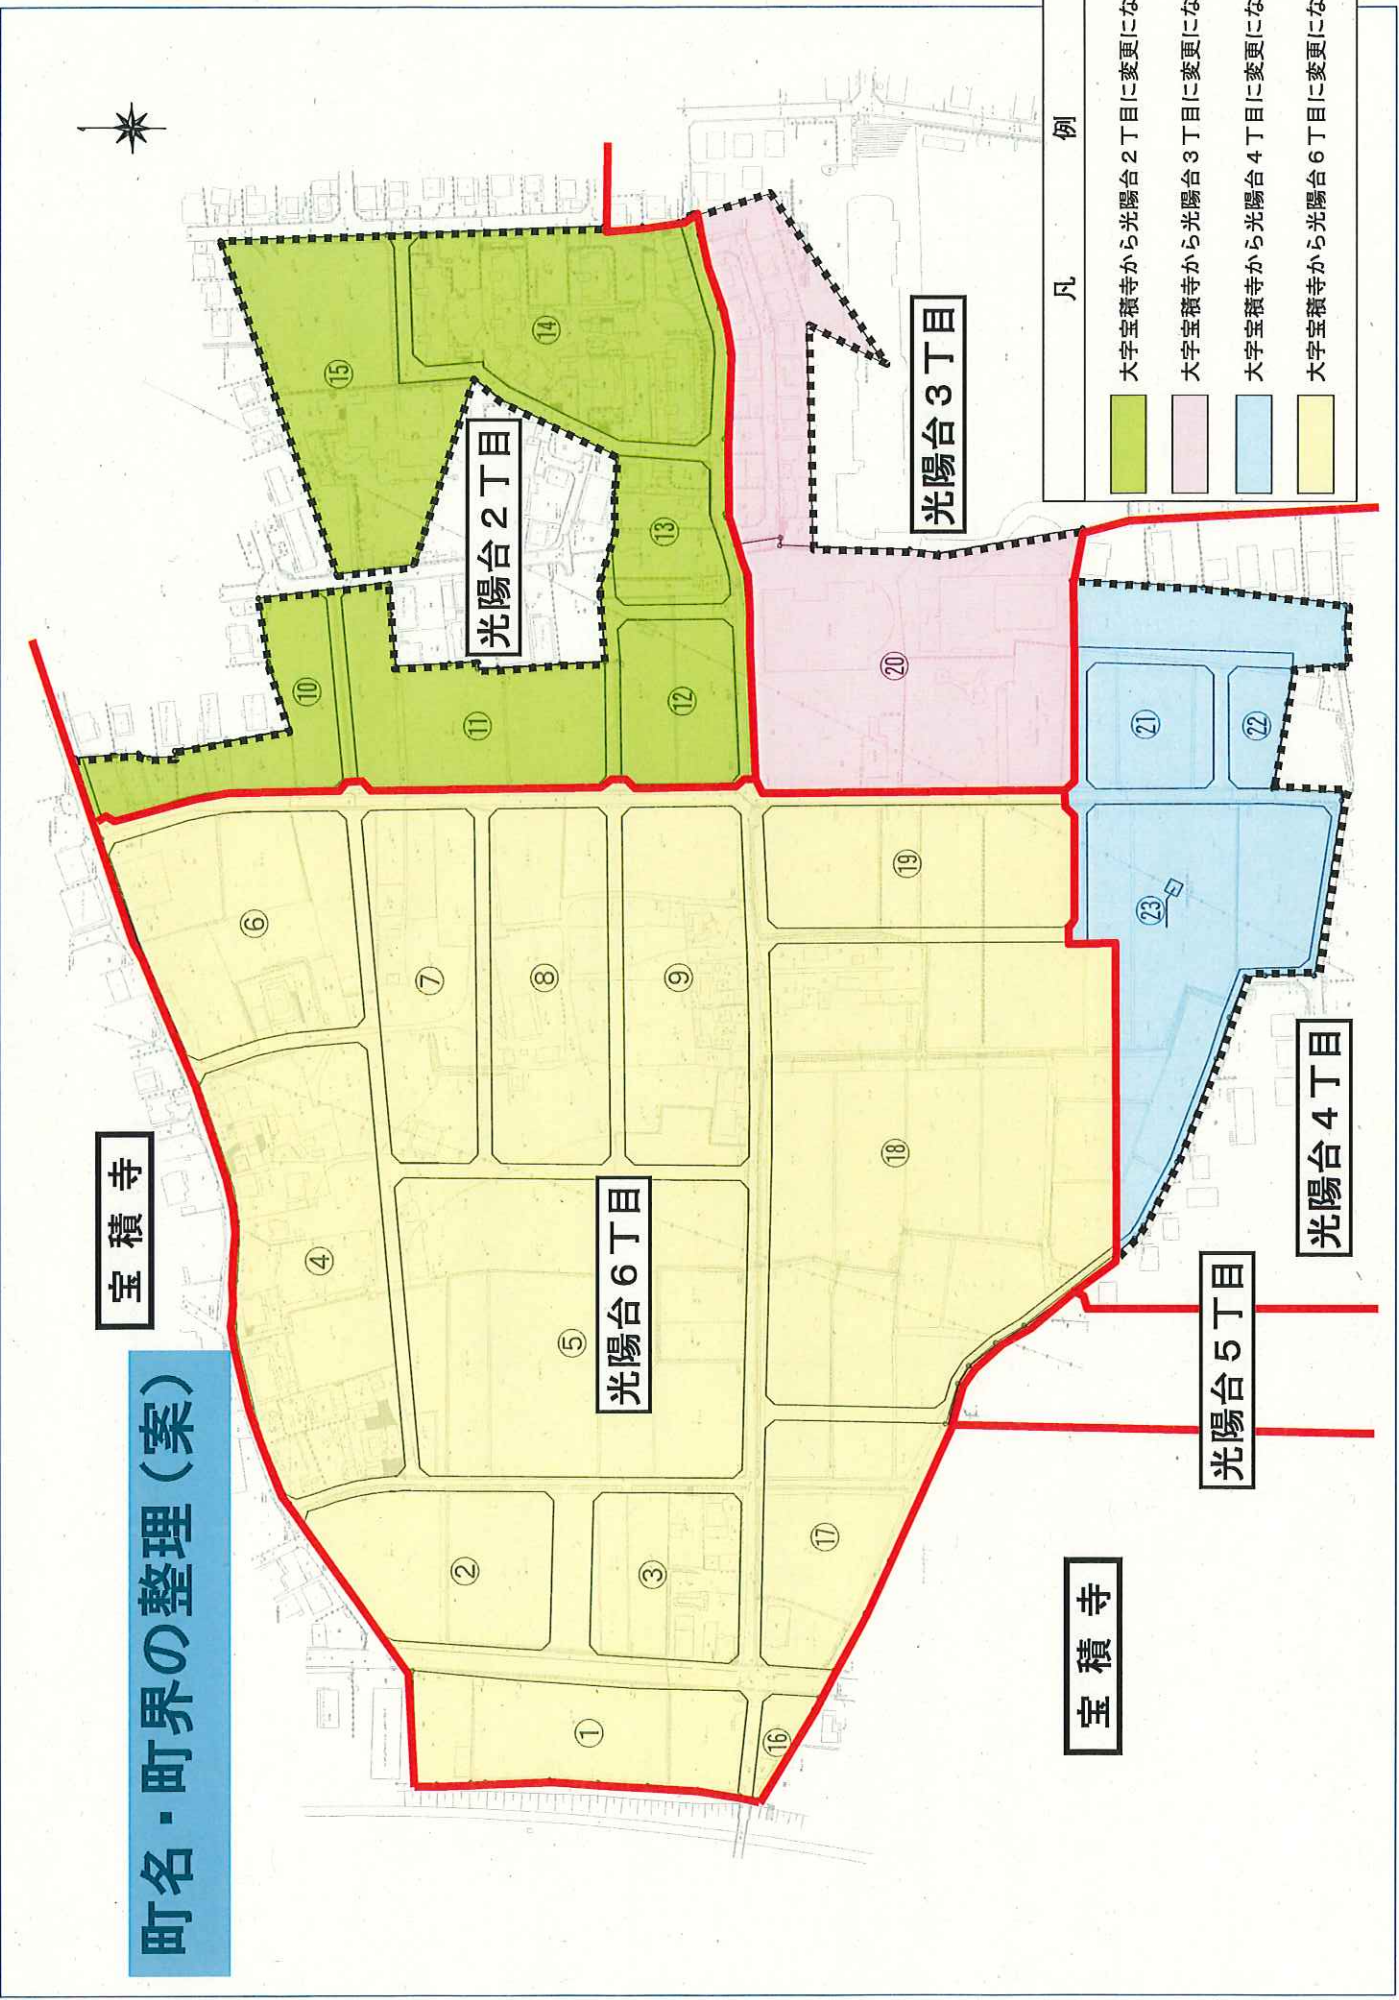 町名・町界の整理（案）
宝積寺
④
⑥
⑩
⑮
②
⑦
⑪
光陽台２丁目
⑭
⑧
①
③
⑤
光陽台６丁目
⑨
⑫
⑬
⑯
⑰
⑱
⑲
⑳
光陽台３丁目
㉓
㉑
㉒
宝積寺
光陽台５丁目
光陽台４丁目
凡例
大字宝積寺から光陽台２丁目に変更にな
大字宝積寺から光陽台３丁目に変更にな
大字宝積寺から光陽台４丁目に変更にな
大字宝積寺から光陽台６丁目に変更にな